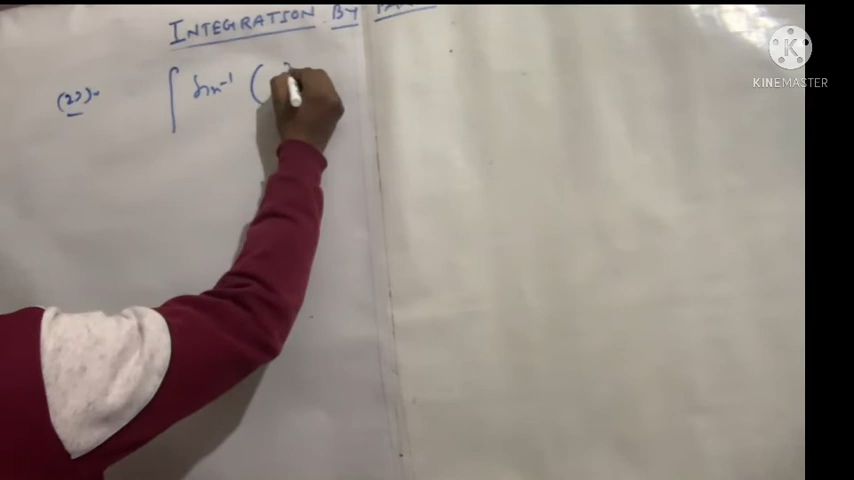 INTEGRATION BY
(22)- ∫ Sin⁻¹ (
KINEMASTER